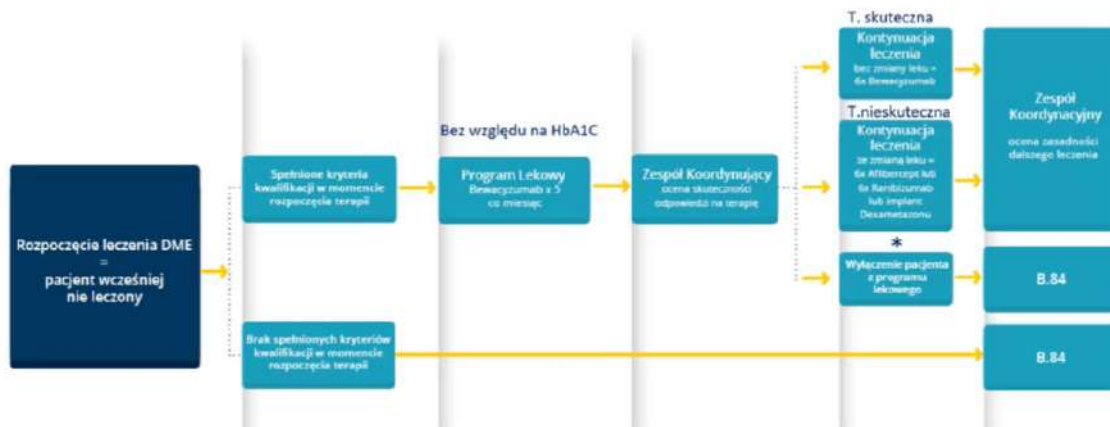 Rozpoczęcie leczenia DME
=
pacjent wcześniej
nie leczony
Spełnione kryteria
kwalifikacji w momencie
rozpoczęcia terapii
Brak spełnionych kryteriów
kwalifikacji w momencie
rozpoczęcia terapii
Bez względu na HbA1C
Program Lekowy
Bewacyzumab x 5
co miesiąc
Zespół Koordynujący
ocena skuteczności
odpowiedzi na terapię
T. skuteczna
Kontynuacja
leczenia
bez zmiany leku =
6x Bewacyzumab
T.nieskuteczna
Kontynuacja
leczenia
ze zmianą leku =
6x Aflibercept lub
6x Ranibizumab
lub implant
Dexametazonu
*
Wyłączenie pacjenta
z programu
lekowego
Zespół
Koordynacyjny
ocena zasadności
dalszego leczenia
B.84
B.84